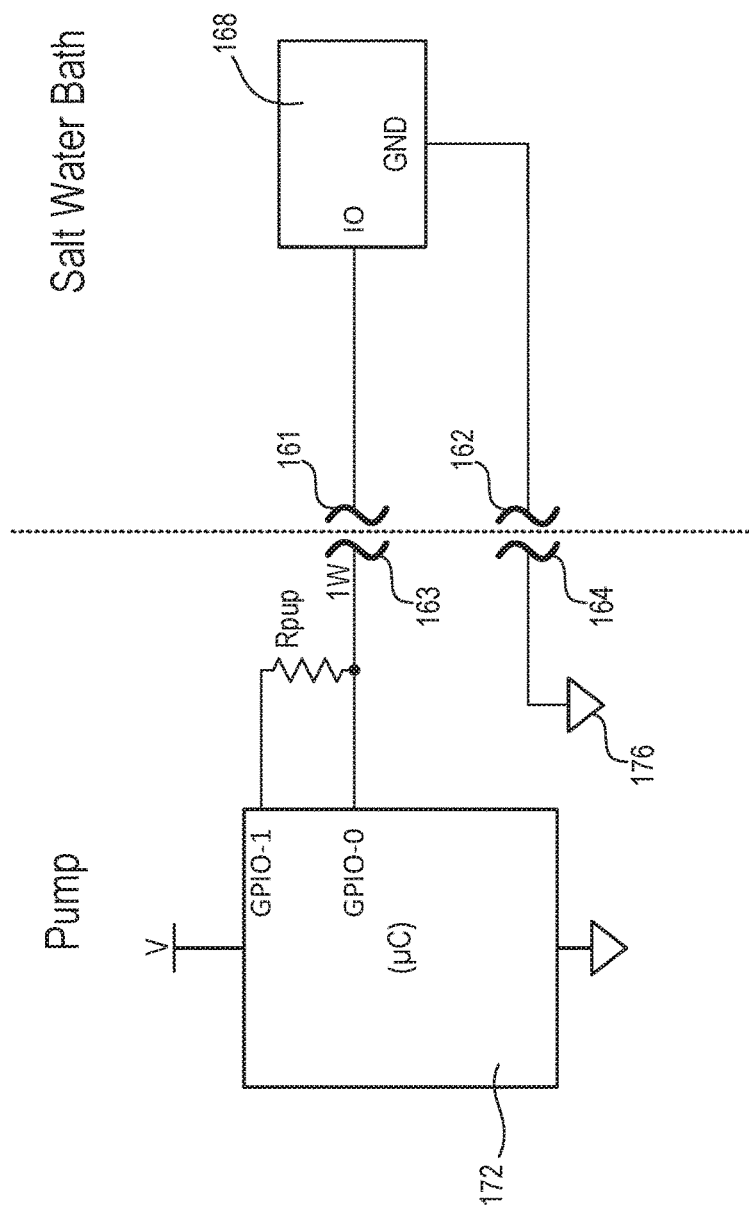 Pump
Salt Water Bath
V
GPIO-1
GPIO-0
(µC)
172
Rpup
1W
163
161
164
162
176
IO
GND
168